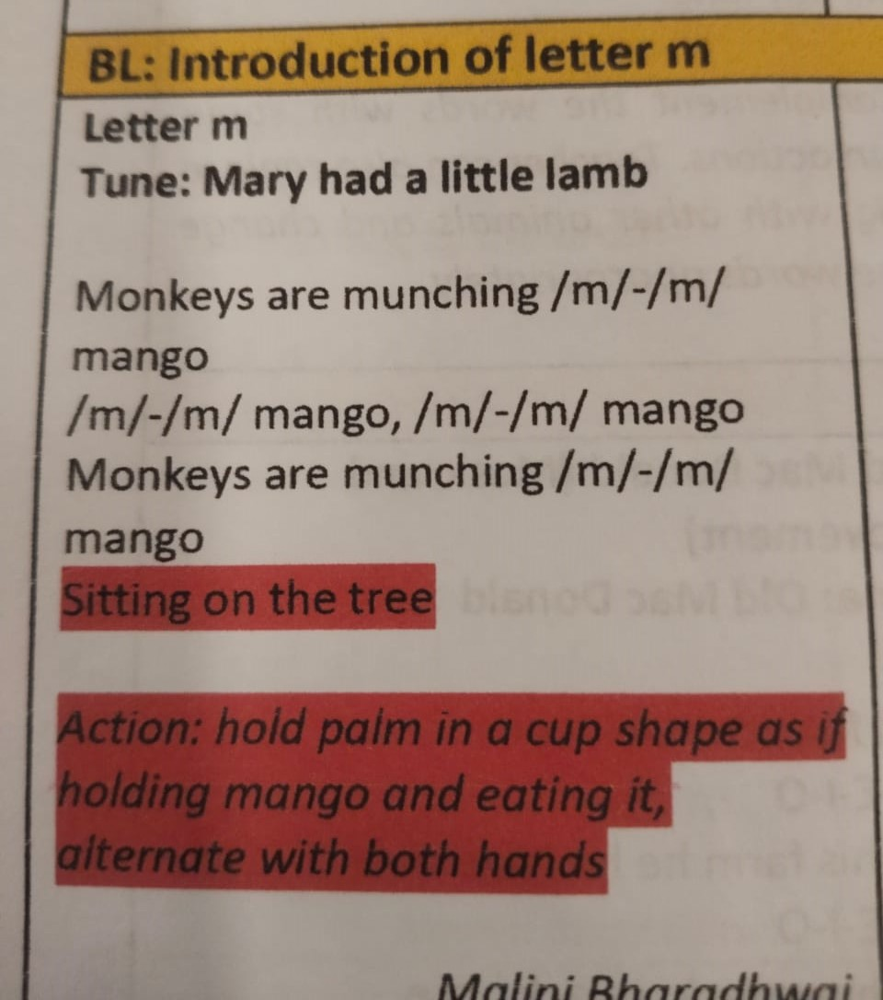 BL: Introduction of letter m
Letter m
Tune: Mary had a little lamb
Monkeys are munching /m/-/m/
mango
/m/-/m/ mango, /m/-/m/ mango
Monkeys are munching /m/-/m/
mango
Sitting on the tree
Action: hold palm in a cup shape as if
holding mango and eating it,
alternate with both hands
Malini Bharadhwaj